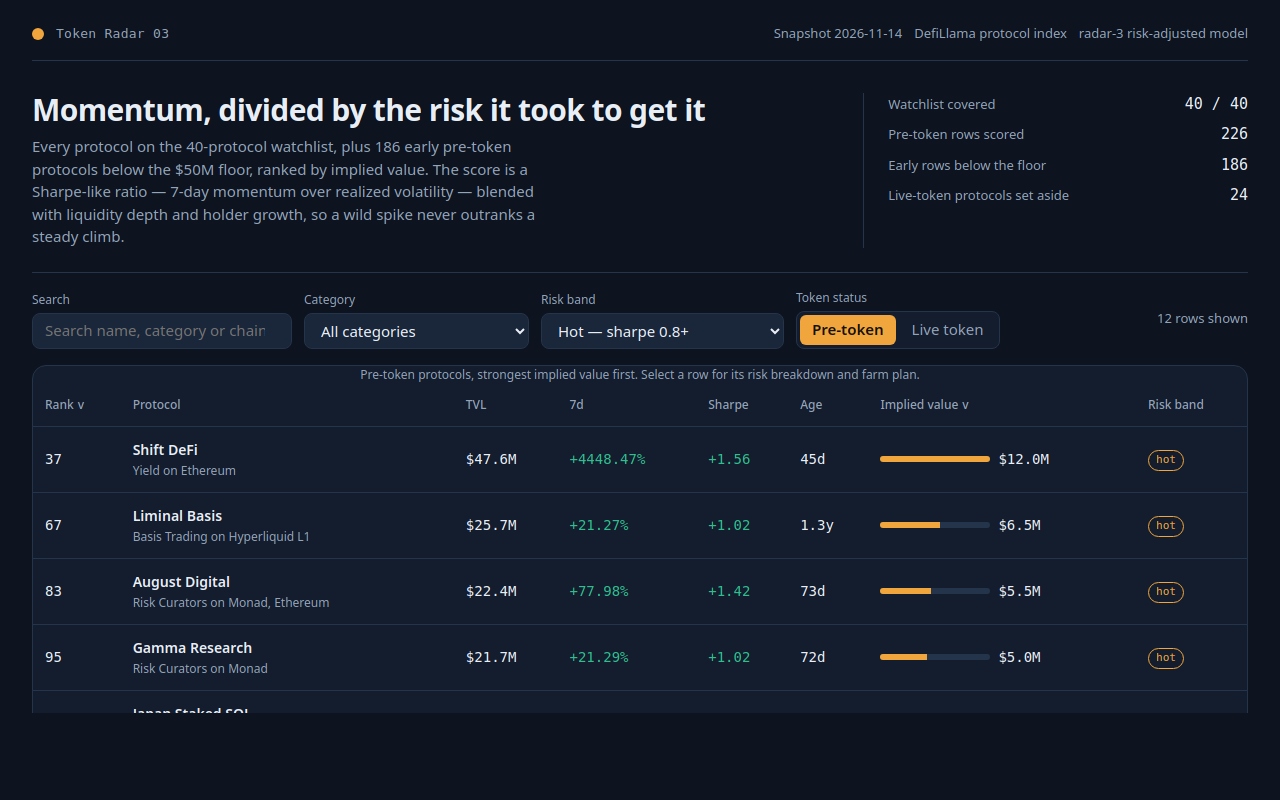 Token Radar 03
Snapshot 2026-11-14 DefiLlama protocol index radar-3 risk-adjusted model
Momentum, divided by the risk it took to get it
Every protocol on the 40-protocol watchlist, plus 186 early pre-token
protocols below the $50M floor, ranked by implied value. The score is a
Sharpe-like ratio — 7-day momentum over realized volatility — blended
with liquidity depth and holder growth, so a wild spike never outranks a
steady climb.
Watchlist covered 40 / 40
Pre-token rows scored 226
Early rows below the floor 186
Live-token protocols set aside 24
Search
Search name, category or chain
Category
All categories
Risk band
Hot — sharpe 0.8+
Token status
Pre-token Live token
12 rows shown
Pre-token protocols, strongest implied value first. Select a row for its risk breakdown and farm plan.
Rank v Protocol TVL 7d Sharpe Age Implied value v Risk band
37 Shift DeFi $47.6M +4448.47% +1.56 45d $12.0M hot
Yield on Ethereum
67 Liminal Basis $25.7M +21.27% +1.02 1.3y $6.5M hot
Basis Trading on Hyperliquid L1
83 August Digital $22.4M +77.98% +1.42 73d $5.5M hot
Risk Curators on Monad, Ethereum
95 Gamma Research $21.7M +21.29% +1.02 72d $5.0M hot
Risk Curators on Monad
Japan Staked SOL